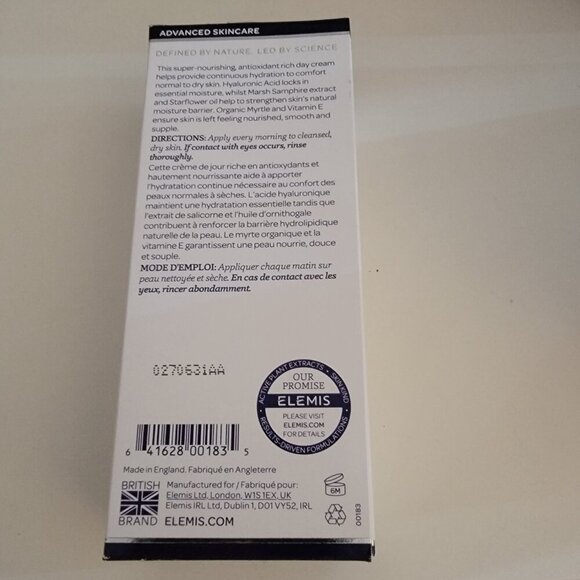 ADVANCED SKINCARE
DEFINED BY NATURE. LED BY SCIENCE
This super-nourishing, antioxidant rich day cream
helps provide continuous hydration to comfort
normal to dry skin. Hyaluronic Acid locks in
essential moisture, whilst Marsh Samphire extract
and Starflower oil help to strengthen skin's natural
moisture barrier. Organic Myrtle and Vitamin E
ensure skin is left feeling nourished, smooth and
supple.
DIRECTIONS: Apply every morning to cleansed,
dry skin. If contact with eyes occurs, rinse
thoroughly.
Cette crème de jour riche en antioxydants et
hautement nourrissante aide à apporter
l'hydratation continue nécessaire au confort des
peaux normales à sèches. L'acide hyaluronique
maintient une hydratation essentielle tandis que
l'extrait de salicorne et l'huile d'ornithogale
contribuent à renforcer la barrière hydrolipidique
naturelle de la peau. Le myrte organique et la
vitamine E garantissent une peau nourrie, douce
et souple.
MODE D'EMPLOI: Appliquer chaque matin sur
peau nettoyée et sèche. En cas de contact avec les
yeux, rincer abondamment.
0270631AA
ACTIVE PLANT EXTRACTS • SKIN KIND • RESULTS-DRIVEN FORMULATIONS •
OUR
PROMISE
ELEMIS
PLEASE VISIT
ELEMIS.COM
FOR DETAILS
6 41628 00183 5
Made in England. Fabriqué en Angleterre
BRITISH
BRAND
Manufactured for / Fabriqué pour:
Elemis Ltd, London, W1S 1EX, UK
Elemis IRL Ltd, Dublin 1, D01 VY52, IRL
ELEMIS.COM
6M
00183